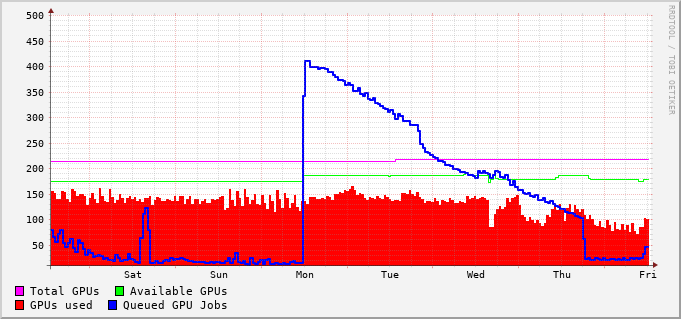 500
450
400
350
300
250
200
150
100
50
Sat Sun Mon Tue Wed Thu Fri
Total GPUs Available GPUs
GPUs used Queued GPU Jobs
RRDTOOL / TOBI OETIKER